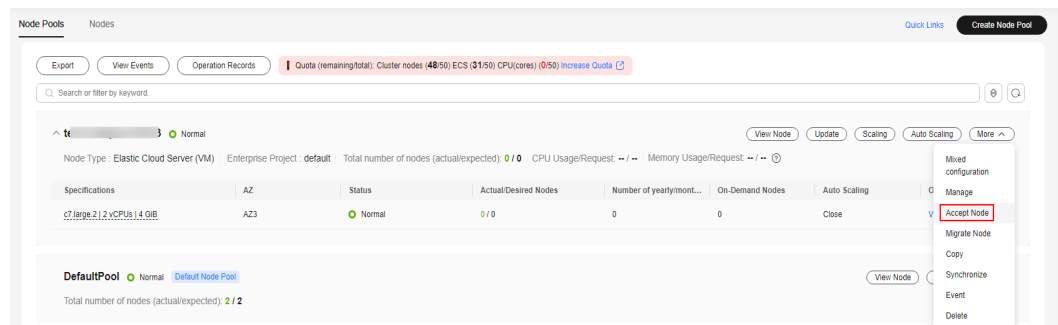 Node Pools Nodes Quick Links Create Node Pool
Export View Events Operation Records Quota (remaining/total): Cluster nodes (48/50) ECS (31/50) CPU(cores) (0/50) Increase Quota
Search or filter by keyword.
Normal View Node Update Scaling Auto Scaling More
Node Type : Elastic Cloud Server (VM) Enterprise Project : default Total number of nodes (actual/expected): 0 / 0 CPU Usage/Request: -- / -- Memory Usage/Request: -- / --
Mixed configuration
Specifications AZ Status Actual/Desired Nodes Number of yearly/mont... On-Demand Nodes Auto Scaling
Manage
c7.large.2 | 2 vCPUs | 4 GiB AZ3 Normal 0 / 0 0 0 Close
Accept Node
Migrate Node
Copy
DefaultPool Normal Default Node Pool View Node
Synchronize
Total number of nodes (actual/expected): 2 / 2
Event
Delete